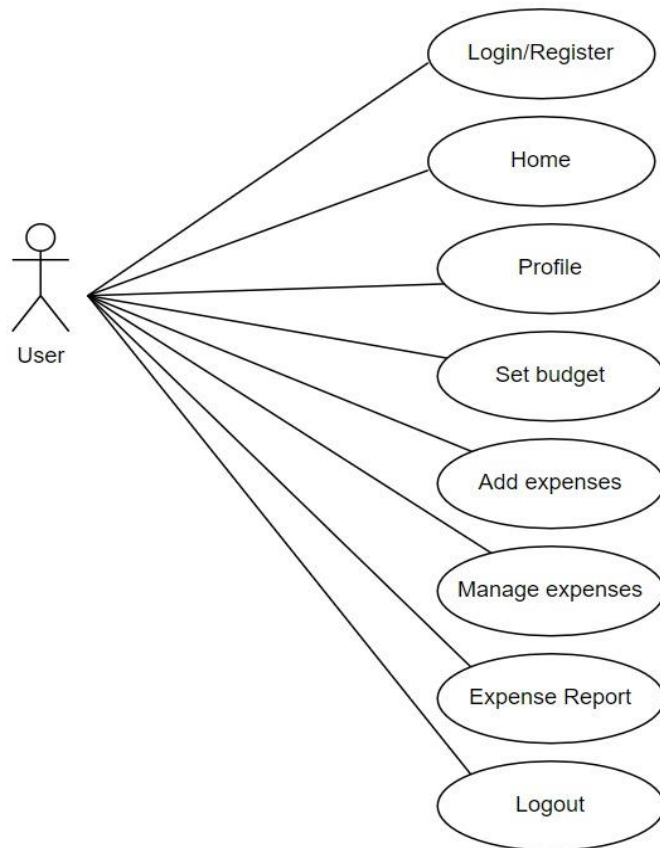 Login/Register
Home
Profile
User
Set budget
Add expenses
Manage expenses
Expense Report
Logout